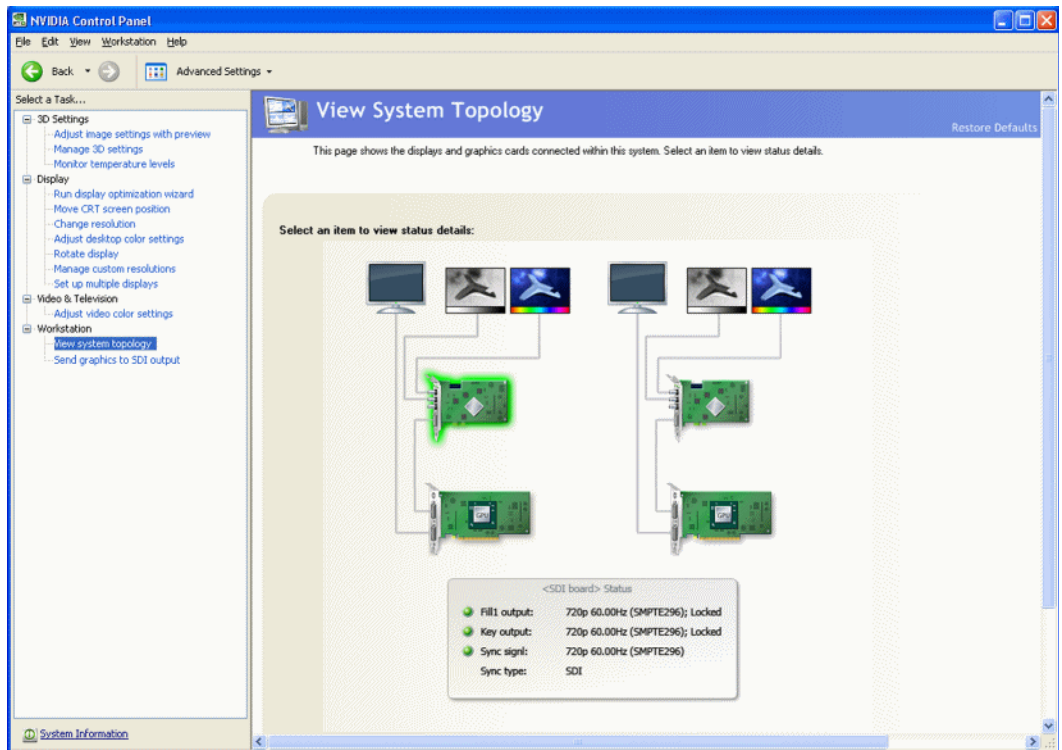 NVIDIA Control Panel
File Edit View Workstation Help
Back Advanced Settings
Select a Task...
3D Settings
Adjust image settings with preview
Manage 3D settings
Monitor temperature levels
Display
Run display optimization wizard
Move CRT screen position
Change resolution
Adjust desktop color settings
Rotate display
Manage custom resolutions
Set up multiple displays
Video & Television
Adjust video color settings
Workstation
View system topology
Send graphics to SDI output
System Information
View System Topology
Restore Defaults
This page shows the displays and graphics cards connected within this system. Select an item to view status details.
Select an item to view status details:
GPU GPU
<SDI board> Status
Fill1 output: 720p 60.00Hz (SMPTE296); Locked
Key output: 720p 60.00Hz (SMPTE296); Locked
Sync signl: 720p 60.00Hz (SMPTE296)
Sync type: SDI